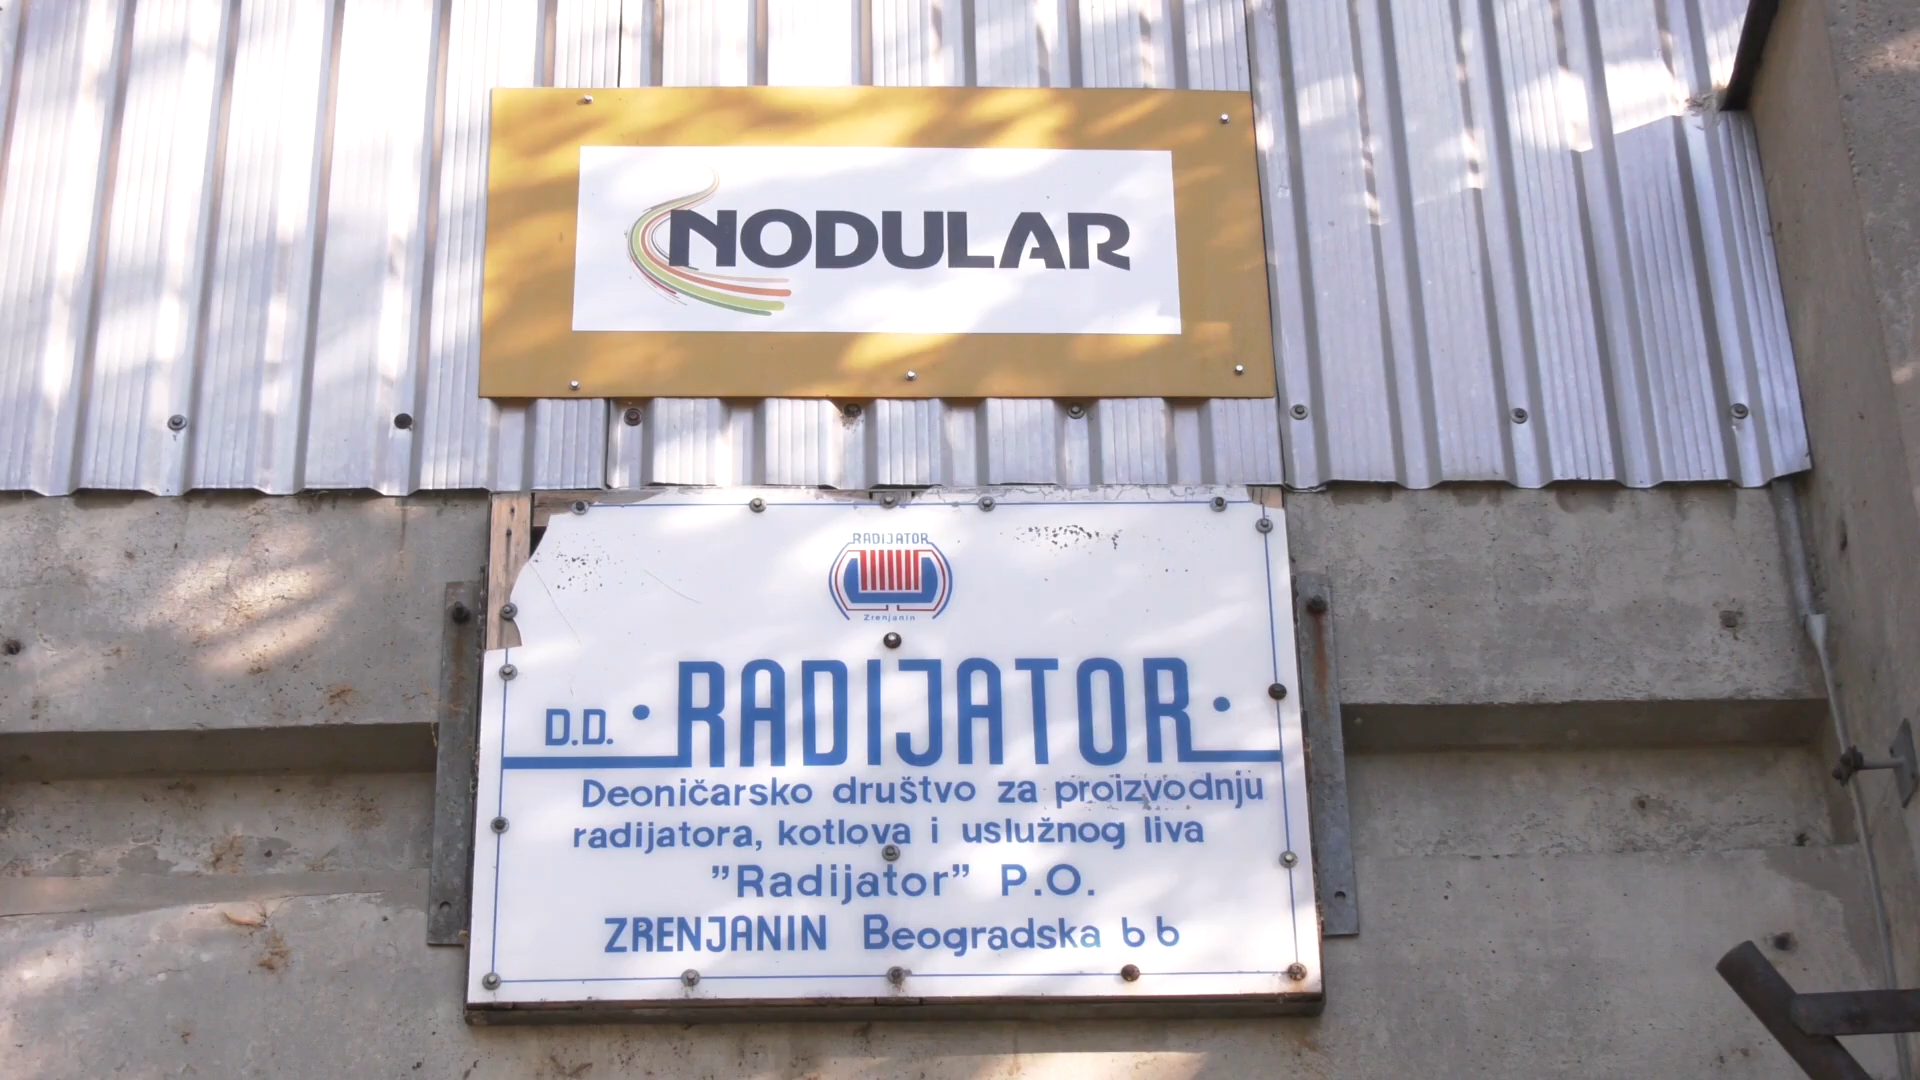 NODULAR
RADIJATOR
Zrenjanin
D.D. · RADIJATOR ·
Deoničarsko društvo za proizvodnju
radijatora, kotlova i uslužnog liva
"Radijator" P.O.
ZRENJANIN Beogradska bb